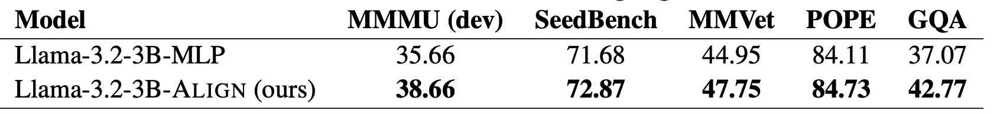 Model MMMU (dev) SeedBench MMVet POPE GQA
Llama-3.2-3B-MLP 35.66 71.68 44.95 84.11 37.07
Llama-3.2-3B-ALIGN (ours) 38.66 72.87 47.75 84.73 42.77